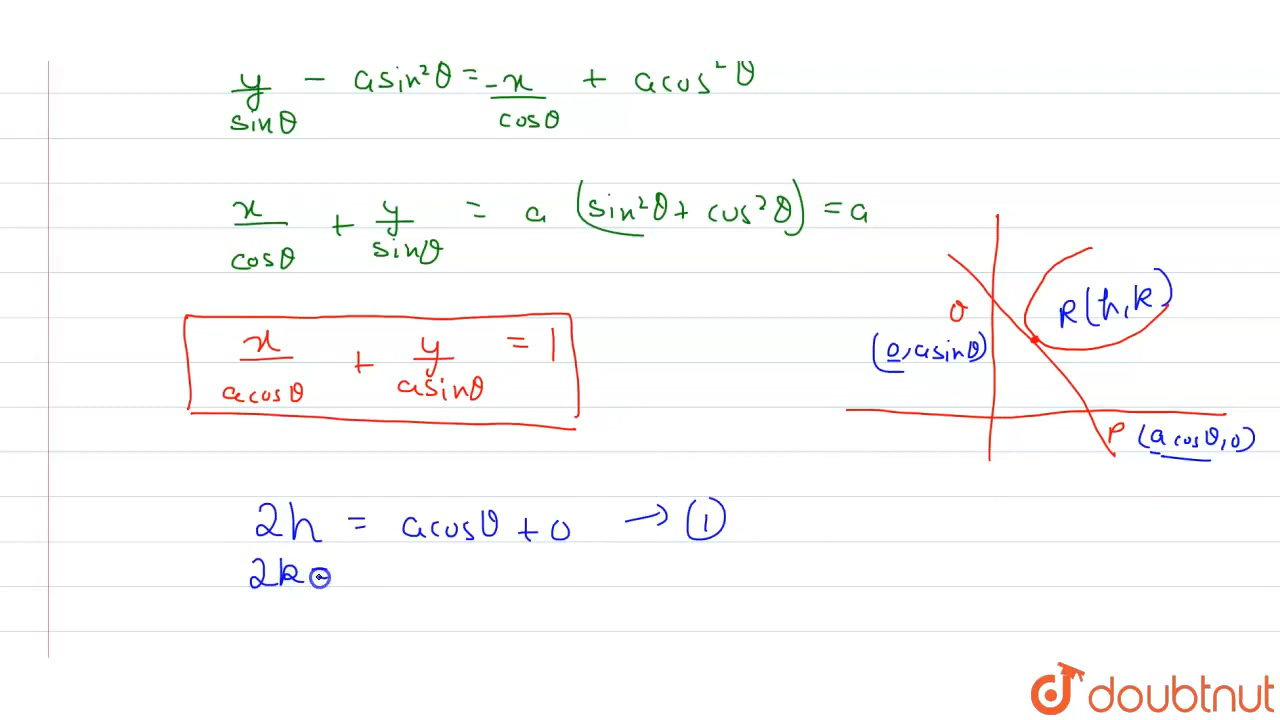 y/sinθ - asin²θ = -x/cosθ + acos²θ
x/cosθ + y/sinθ = a (sin²θ + cos²θ) = a
x/acosθ + y/asinθ = 1
θ
R(h,k)
(0, asinθ)
P (acosθ, 0)
2h = acosθ + 0 → ①
2k
doubtnut